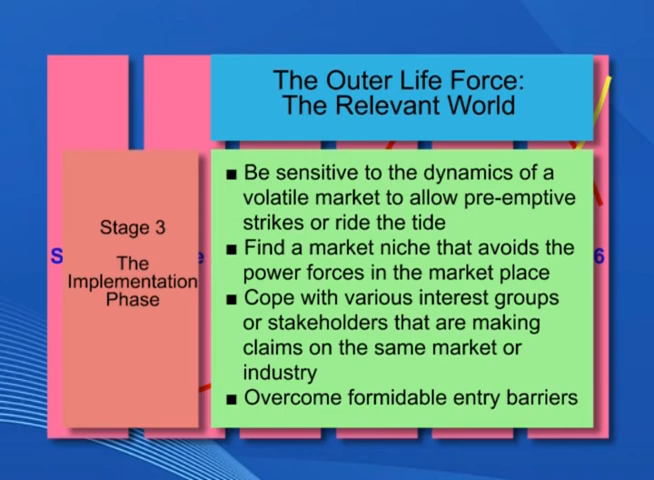 The Outer Life Force:
The Relevant World
Stage 3
The
Implementation
Phase
■ Be sensitive to the dynamics of a
volatile market to allow pre-emptive
strikes or ride the tide
■ Find a market niche that avoids the
power forces in the market place
■ Cope with various interest groups
or stakeholders that are making
claims on the same market or
industry
■ Overcome formidable entry barriers